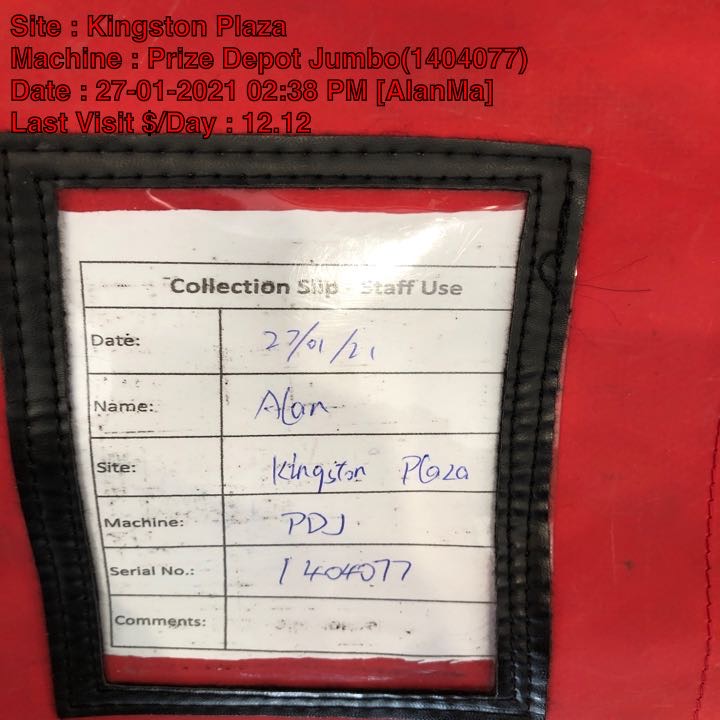 Site : Kingston Plaza
Machine : Prize Depot Jumbo(1404077)
Date : 27-01-2021 02:38 PM [AlanMa]
Last Visit $/Day : 12.12
Collection Slip - Staff Use
Date: 27/01/21
Name: Alan
Site: Kingston Plaza
Machine: PDJ
Serial No.: 1404077
Comments: